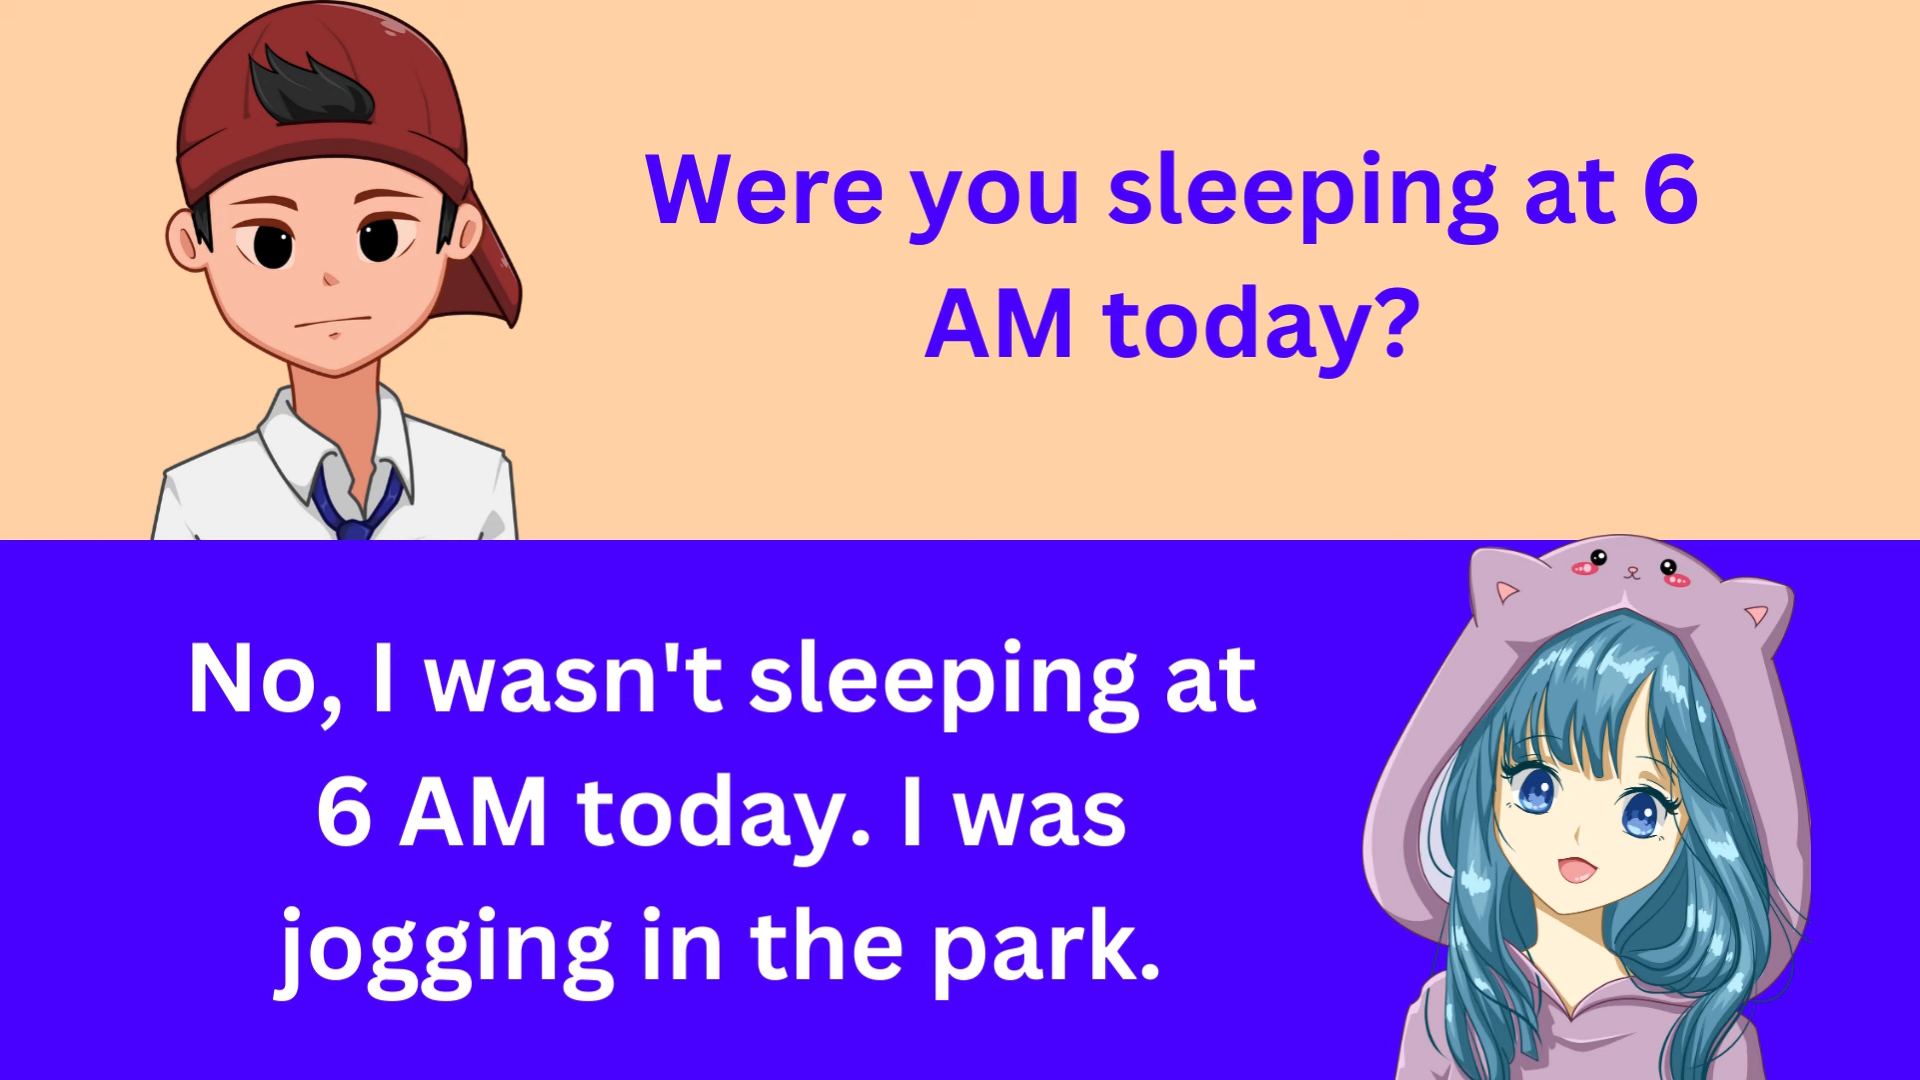 Were you sleeping at 6
AM today?
No, I wasn't sleeping at
6 AM today. I was
jogging in the park.